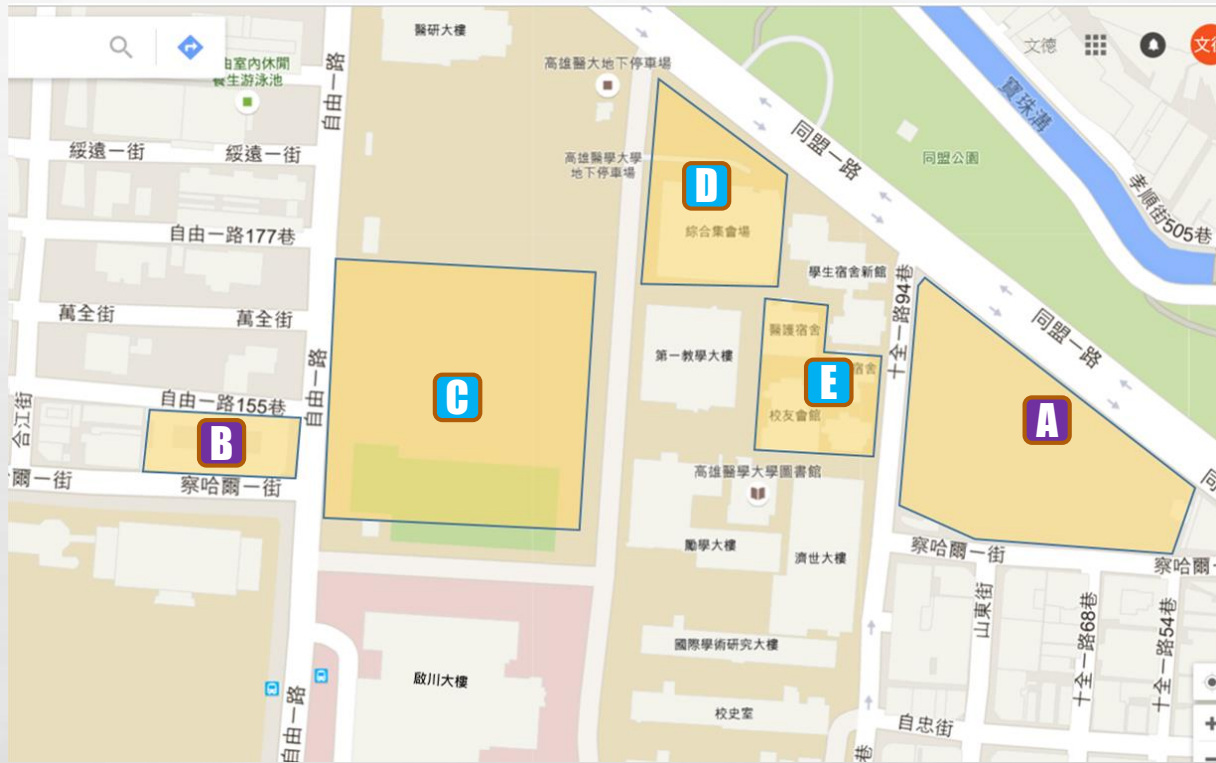 醫研大樓
文德
文德
由室內休閒
養生游泳池
高雄醫大地下停車場
自由一路
寶珠溝
綏遠一街
綏遠一街
同盟一路
高雄醫學大學
地下停車場
同盟公園
D
孝順街505巷
自由一路177巷
綜合集會場
學生宿舍新館
十全一路94巷
萬全街
萬全街
醫護宿舍
同盟一路
第一教學大樓
自由一路
宿舍
E
C
自由一路155巷
合江街
校友會館
A
B
爾一街
察哈爾一街
高雄醫學大學圖書館
同
勵學大樓
濟世大樓
察哈爾一街
察哈爾一
山東街
十全一路68巷
十全一路54巷
國際學術研究大樓
啟川大樓
自由一路
校史室
自忠街
巷